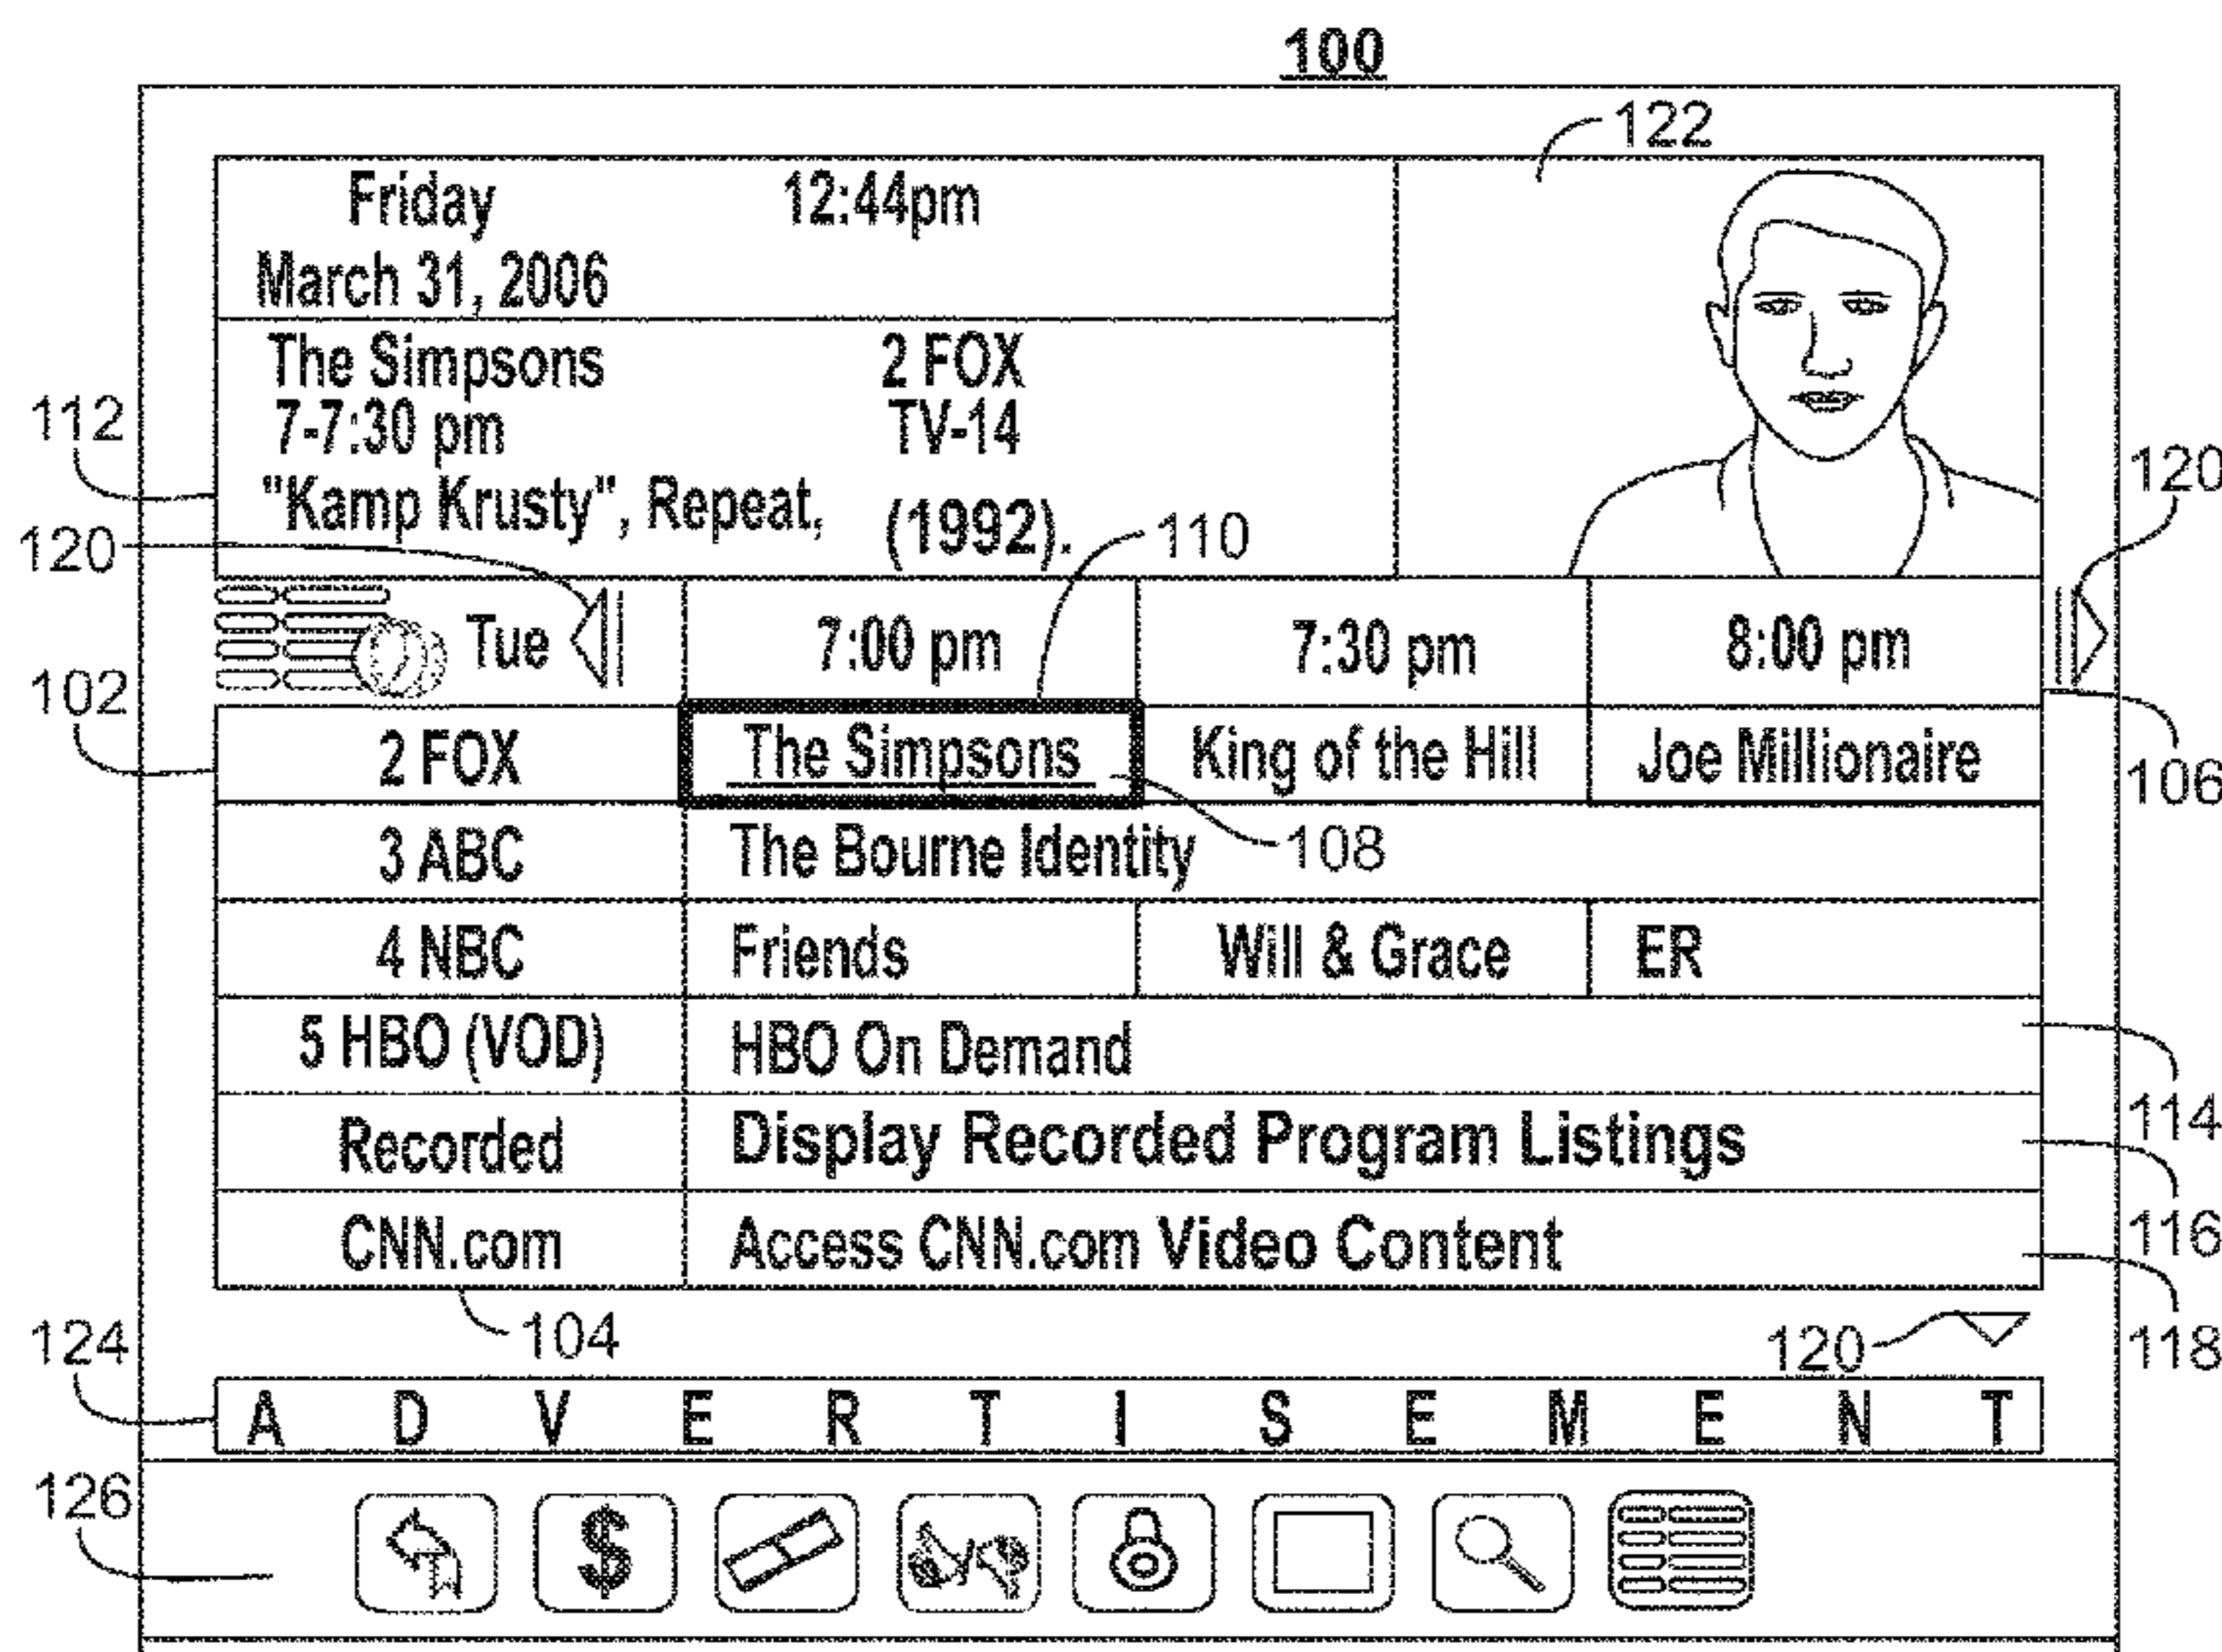 100
122
Friday 12:44pm
March 31, 2006
The Simpsons 2 FOX
112
7-7:30 pm TV-14
120
"Kamp Krusty", Repeat, (1992).
110
120
Tue 7:00 pm 7:30 pm 8:00 pm
102
2 FOX The Simpsons King of the Hill Joe Millionaire
106
3 ABC The Bourne Identity 108
4 NBC Friends Will & Grace ER
5 HBO (VOD) HBO On Demand
114
Recorded Display Recorded Program Listings
116
CNN.com Access CNN.com Video Content
104
120
118
124
A D V E R T I S E M E N T
126
$